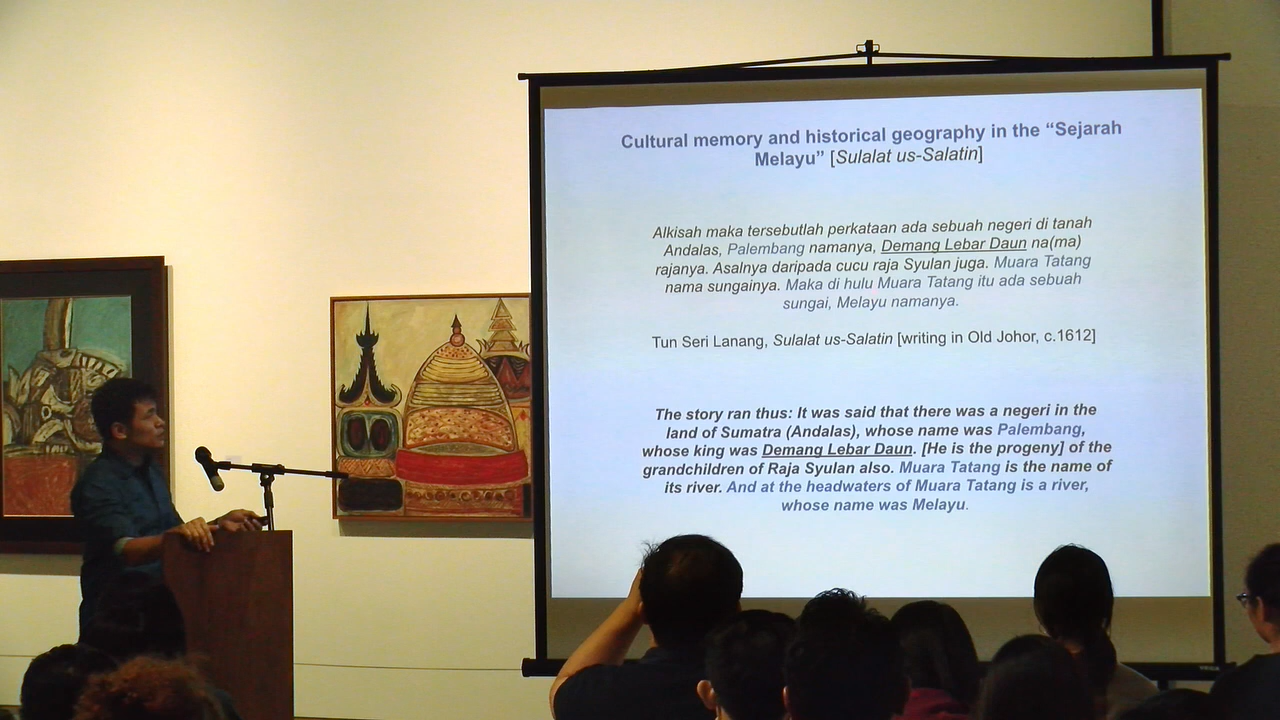 Cultural memory and historical geography in the “Sejarah
Melayu” [Sulalat us-Salatin]
Alkisah maka tersebutlah perkataan ada sebuah negeri di tanah
Andalas, Palembang namanya, Demang Lebar Daun na(ma)
rajanya. Asalnya daripada cucu raja Syulan juga. Muara Tatang
nama sungainya. Maka di hulu Muara Tatang itu ada sebuah
sungai, Melayu namanya.
Tun Seri Lanang, Sulalat us-Salatin [writing in Old Johor, c.1612]
The story ran thus: It was said that there was a negeri in the
land of Sumatra (Andalas), whose name was Palembang,
whose king was Demang Lebar Daun. [He is the progeny] of the
grandchildren of Raja Syulan also. Muara Tatang is the name of
its river. And at the headwaters of Muara Tatang is a river,
whose name was Melayu.